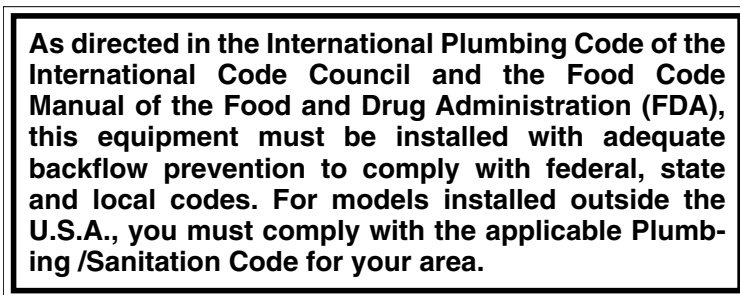 As directed in the International Plumbing Code of the
International Code Council and the Food Code
Manual of the Food and Drug Administration (FDA),
this equipment must be installed with adequate
backflow prevention to comply with federal, state
and local codes. For models installed outside the
U.S.A., you must comply with the applicable Plumb-
ing /Sanitation Code for your area.